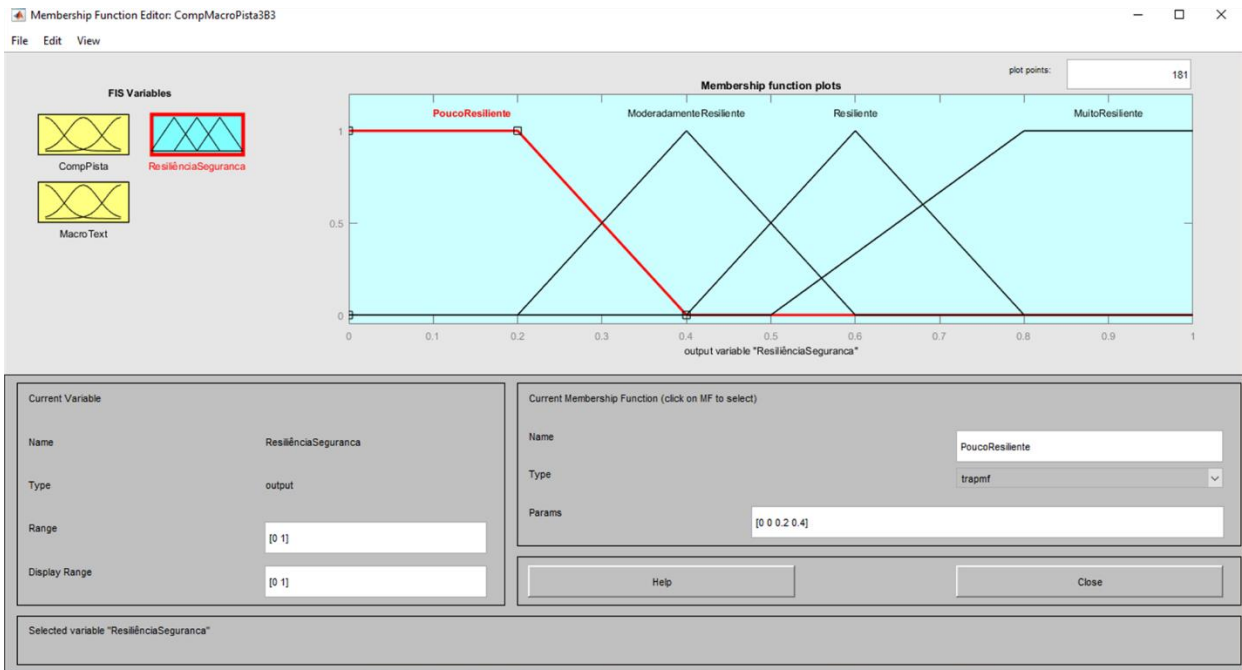 Membership Function Editor: CompMacroPista3B3
File Edit View
plot points: 181
FIS Variables
Membership function plots
CompPista
ResiliênciaSeguranca
MacroText
PoucoResiliente ModeradamenteResiliente Resiliente MuitoResiliente
1
0.5
0
0 0.1 0.2 0.3 0.4 0.5 0.6 0.7 0.8 0.9 1
output variable "ResiliênciaSeguranca"
Current Variable
Name ResiliênciaSeguranca
Type output
Range [0 1]
Display Range [0 1]
Current Membership Function (click on MF to select)
Name PoucoResiliente
Type trapmf
Params [0 0 0.2 0.4]
Help Close
Selected variable "ResiliênciaSeguranca"